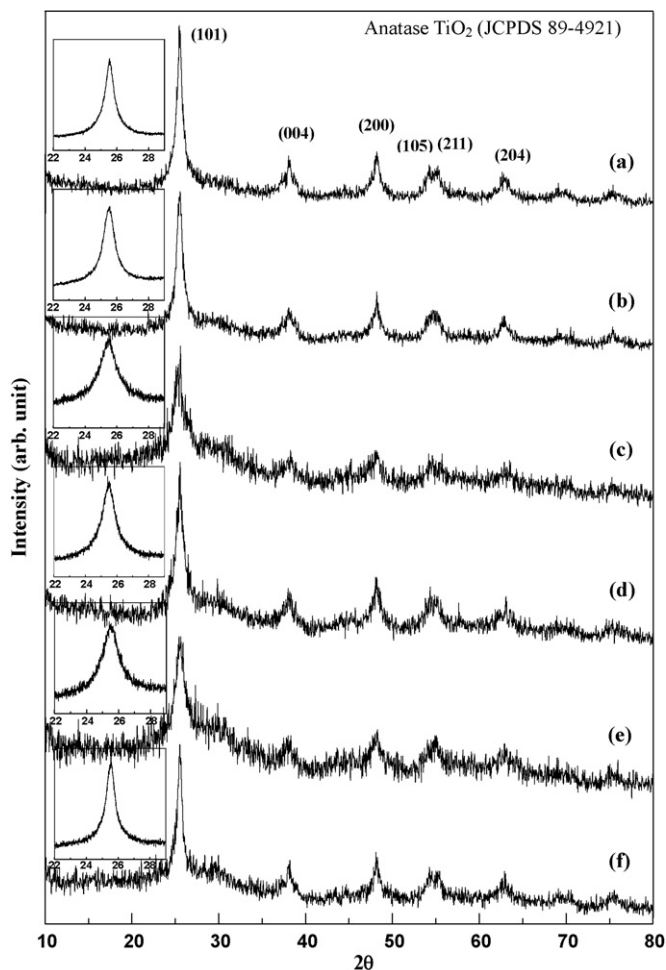 Anatase TiO₂ (JCPDS 89-4921)
(101)
(004)
(200)
(105) (211)
(204)
22 24 26 28
(a)
22 24 26 28
(b)
22 24 26 28
(c)
22 24 26 28
(d)
22 24 26 28
(e)
22 24 26 28
(f)
Intensity (arb. unit)
10 20 30 40 50 60 70 80
2θ